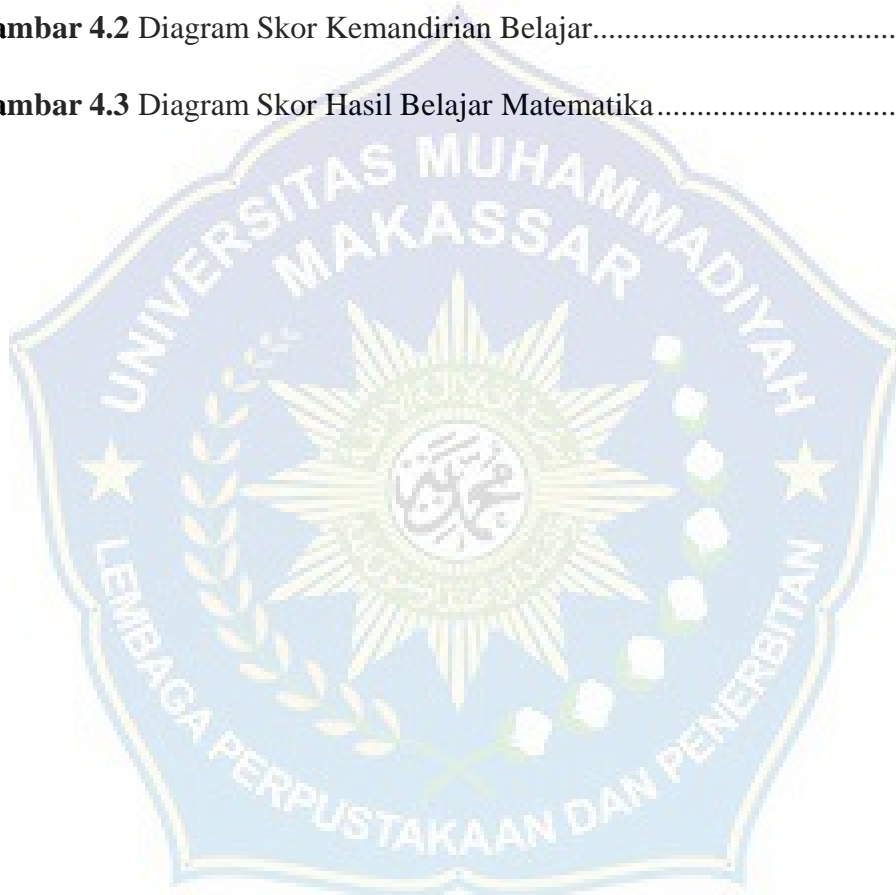 ambar 4.2 Diagram Skor Kemandirian Belajar......................................
ambar 4.3 Diagram Skor Hasil Belajar Matematika..............................
UNIVERSITAS MUHAMMADIYAH
MAKASSAR
محمد
LEMBAGA PERPUSTAKAAN DAN PENERBITAN